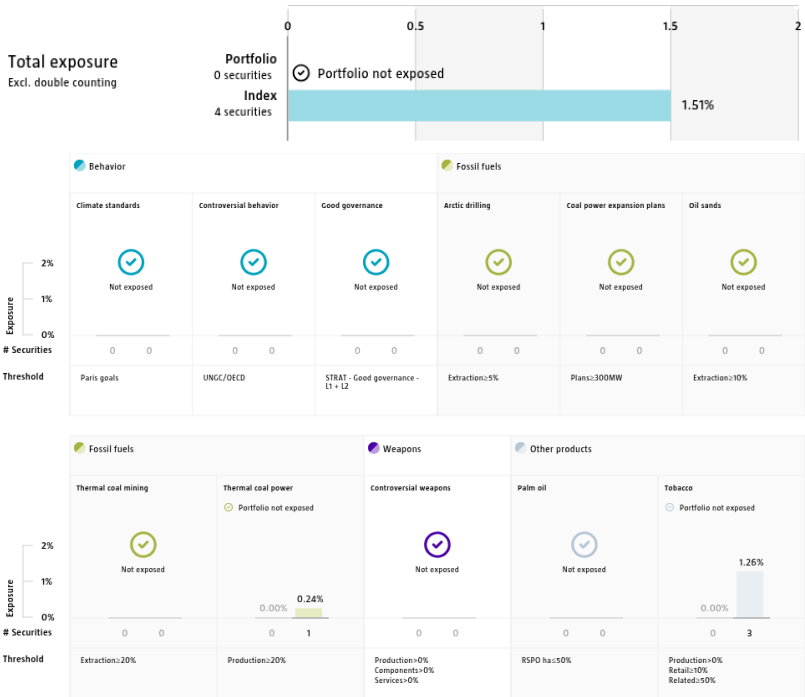 0 0.5 1 1.5 2
Total exposure
Excl. double counting
Portfolio
0 securities
Portfolio not exposed
Index
4 securities
1.51%
Behavior
Fossil fuels
Climate standards
Controversial behavior
Good governance
Arctic drilling
Coal power expansion plans
Oil sands
Not exposed
Not exposed
Not exposed
Not exposed
Not exposed
Not exposed
Exposure
2%
1%
0%
# Securities
0 0
0 0
0 0
0 0
0 0
0 0
Threshold
Paris goals
UNGC/OECD
STRAT - Good governance -
L1 + L2
Extraction≥5%
Plans≥300MW
Extraction≥10%
Fossil fuels
Weapons
Other products
Thermal coal mining
Thermal coal power
Controversial weapons
Palm oil
Tobacco
Portfolio not exposed
Portfolio not exposed
Not exposed
Not exposed
Not exposed
Exposure
2%
1%
0%
0.00%
0.24%
0.00%
1.26%
# Securities
0 0
0 1
0 0
0 0
0 3
Threshold
Extraction≥20%
Production≥20%
Production>0%
Components>0%
Services>0%
RSPO ha≤50%
Production>0%
Retail≥10%
Related≥50%